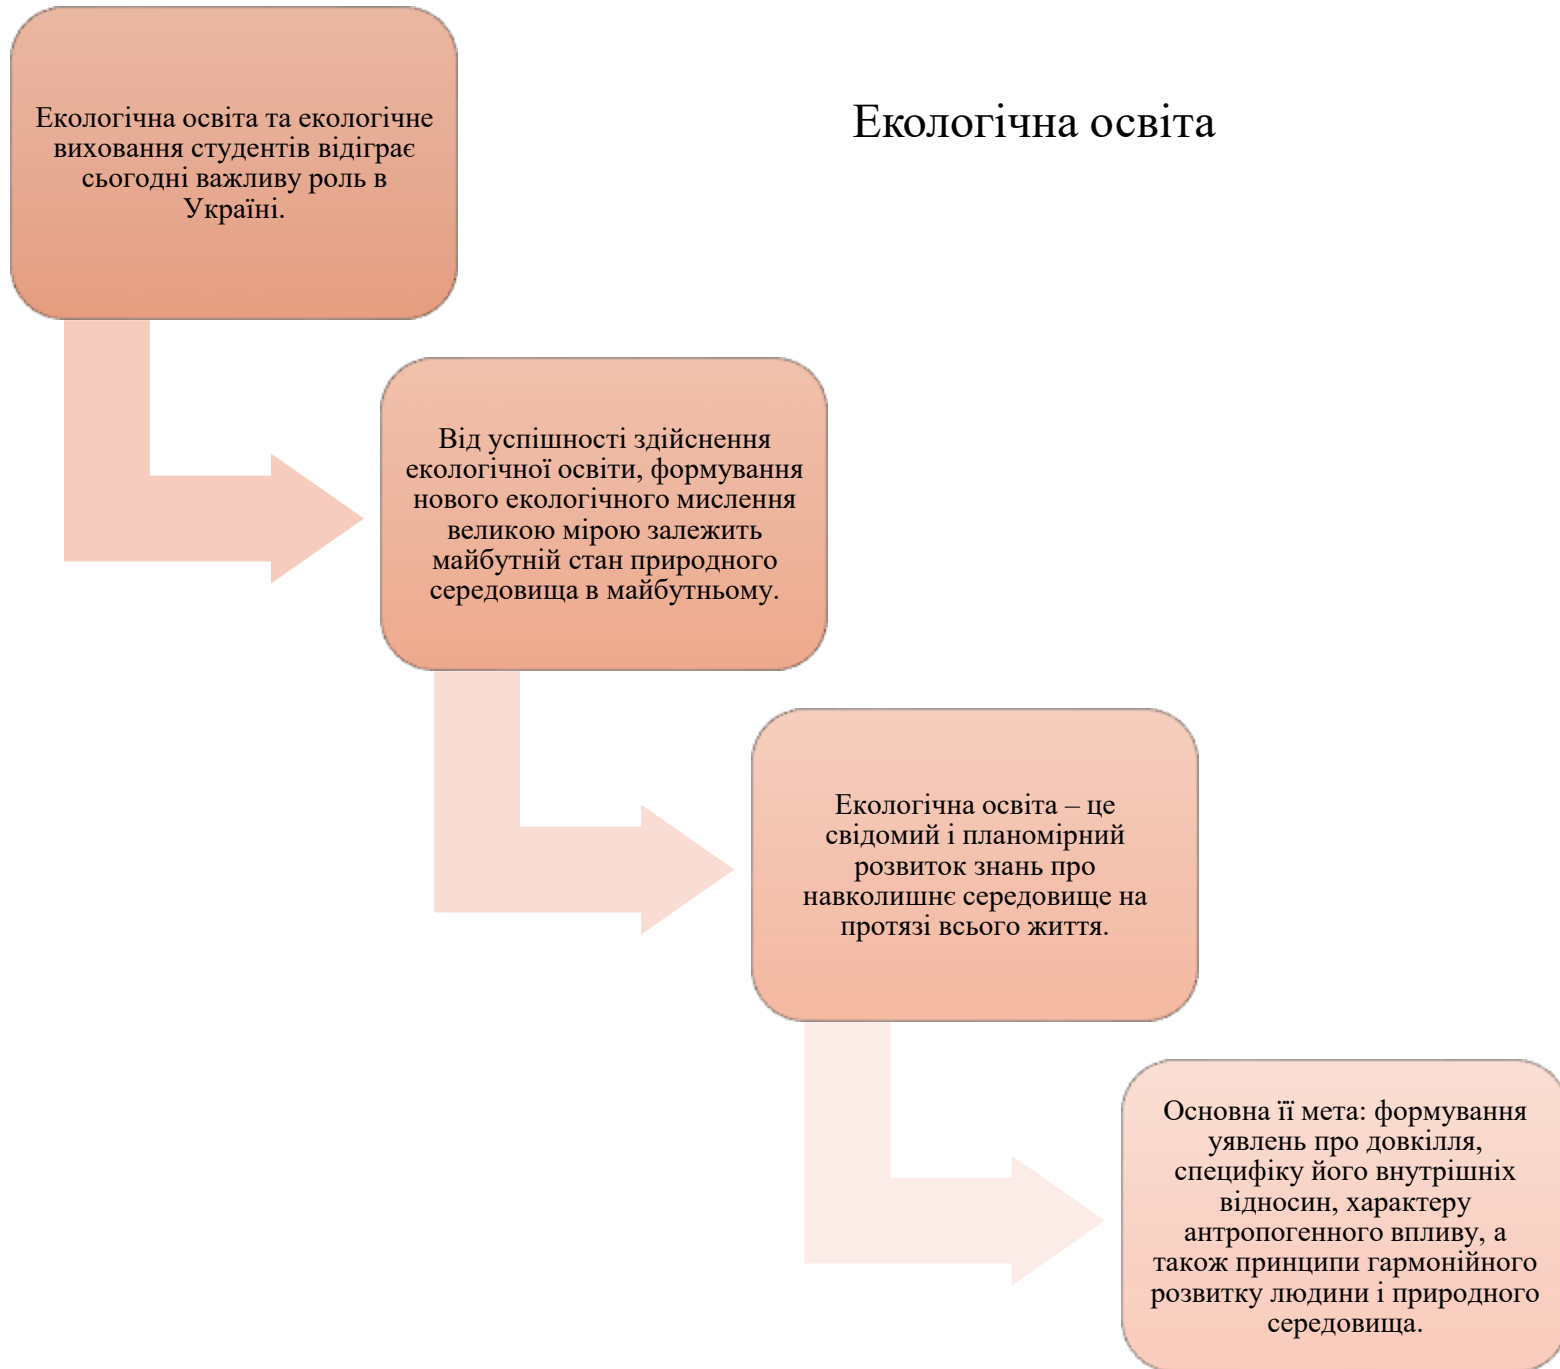 Екологічна освіта
Екологічна освіта та екологічне
виховання студентів відіграє
сьогодні важливу роль в
Україні.
Від успішності здійснення
екологічної освіти, формування
нового екологічного мислення
великою мірою залежить
майбутній стан природного
середовища в майбутньому.
Екологічна освіта – це
свідомий і планомірний
розвиток знань про
навколишнє середовище на
протязі всього життя.
Основна її мета: формування
уявлень про довкілля,
специфіку його внутрішніх
відносин, характеру
антропогенного впливу, а
також принципи гармонійного
розвитку людини і природного
середовища.